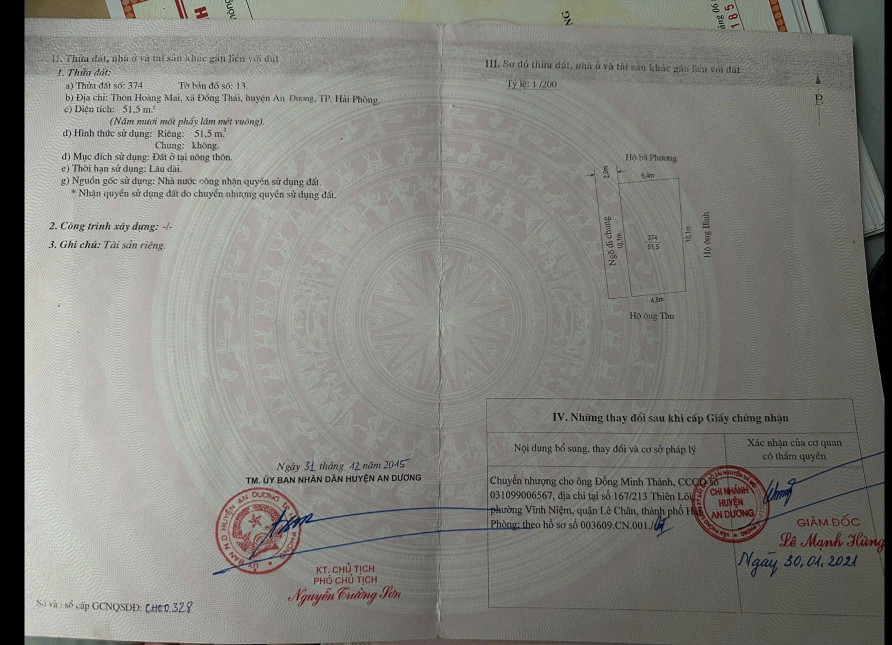 II. Thửa đất, nhà ở và tài sản khác gắn liền với đất
1. Thửa đất:
a) Thửa đất số: 374 Tờ bản đồ số: 13
b) Địa chỉ: Thôn Hoàng Mai, xã Đồng Thái, huyện An Dương, TP. Hải Phòng.
c) Diện tích: 51,5 m²
(Năm mươi mốt phẩy lăm mét vuông).
d) Hình thức sử dụng: Riêng: 51,5 m²
Chung: không.
đ) Mục đích sử dụng: Đất ở tại nông thôn.
e) Thời hạn sử dụng: Lâu dài.
g) Nguồn gốc sử dụng: Nhà nước công nhận quyền sử dụng đất.
* Nhận quyền sử dụng đất do chuyển nhượng quyền sử dụng đất.
2. Công trình xây dựng: -/-
3. Ghi chú: Tài sản riêng.
Ngày 31 tháng 12 năm 2015
TM. ỦY BAN NHÂN DÂN HUYỆN AN DƯƠNG
KT. CHỦ TỊCH
PHÓ CHỦ TỊCH
Nguyễn Trường Sơn
Số vào sổ cấp GCNQSDĐ: CH00328
III. Sơ đồ thửa đất, nhà ở và tài sản khác gắn liền với đất
Tỷ lệ: 1/200
B
Hộ bà Phương
2,0m
5,4m
Ngõ đi chung
10,1m
374
51,5
10,1m
Hộ ông Bình
4,8m
Hộ ông Thu
IV. Những thay đổi sau khi cấp Giấy chứng nhận
Nội dung bổ sung, thay đổi và cơ sở pháp lý
Xác nhận của cơ quan
có thẩm quyền
Chuyển nhượng cho ông Đồng Minh Thành, CCCD số
031099006567, địa chỉ tại số 167/213 Thiên Lôi,
phường Vĩnh Niệm, quận Lê Chân, thành phố Hải
Phòng; theo hồ sơ số 003609.CN.001./.
CHI NHÁNH
HUYỆN
AN DƯƠNG
GIÁM ĐỐC
Lê Mạnh Hùng
Ngày 30.01.2021